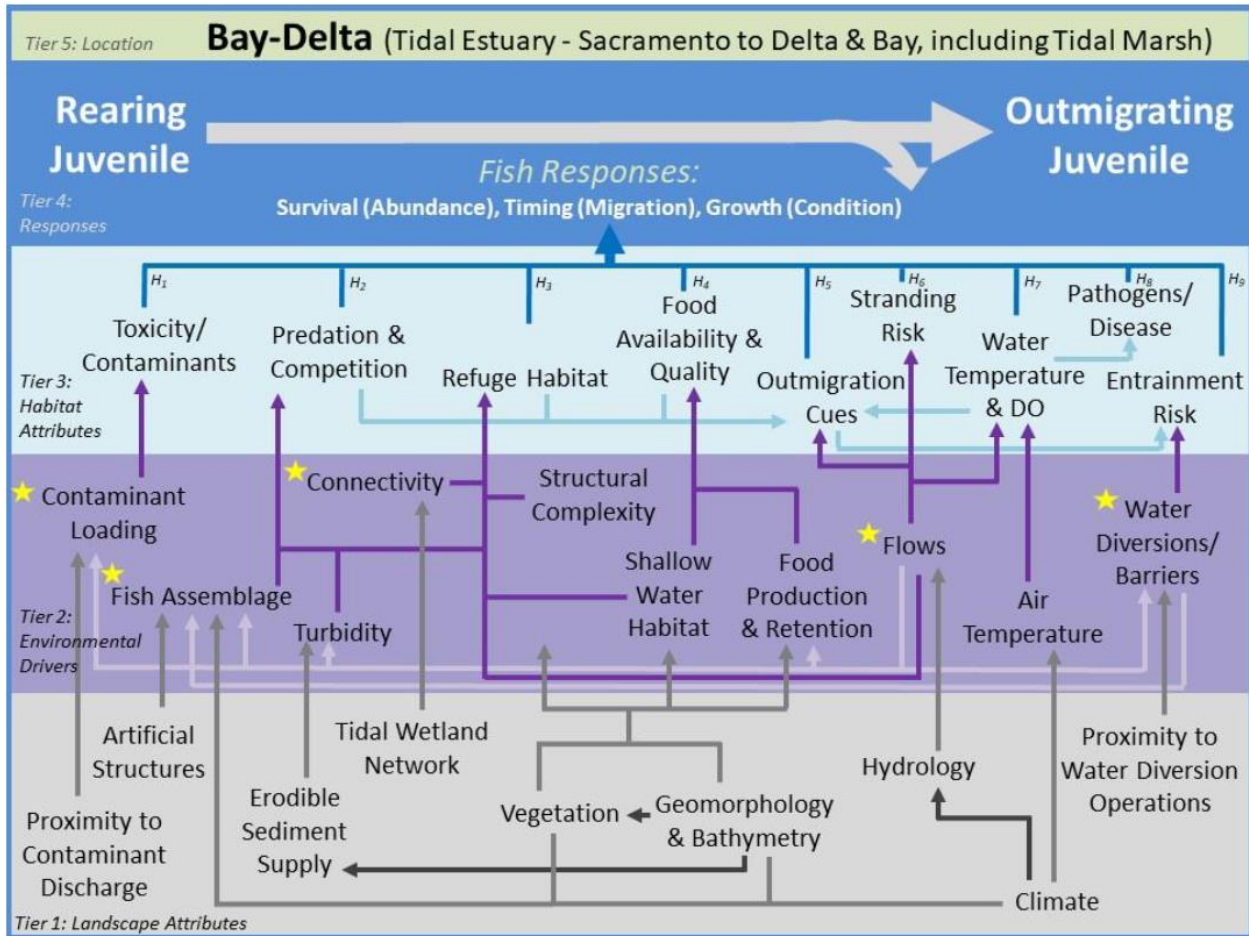 Tier 5: Location
Bay-Delta (Tidal Estuary - Sacramento to Delta & Bay, including Tidal Marsh)
Rearing
Juvenile
Outmigrating
Juvenile
Fish Responses:
Survival (Abundance), Timing (Migration), Growth (Condition)
Tier 4:
Responses
H1
H2
H3
H4
H5
H6
H7
H8
H9
Toxicity/
Contaminants
Predation &
Competition
Refuge Habitat
Food
Availability &
Quality
Outmigration
Cues
Stranding
Risk
Water
Temperature
& DO
Pathogens/
Disease
Entrainment
Risk
Tier 3:
Habitat
Attributes
Contaminant
Loading
Fish Assemblage
Turbidity
Connectivity
Structural
Complexity
Shallow
Water
Habitat
Food
Production
& Retention
Flows
Air
Temperature
Water
Diversions/
Barriers
Tier 2:
Environmental
Drivers
Artificial
Structures
Proximity to
Contaminant
Discharge
Erodible
Sediment
Supply
Tidal Wetland
Network
Vegetation
Geomorphology
& Bathymetry
Hydrology
Climate
Proximity to
Water Diversion
Operations
Tier 1: Landscape Attributes